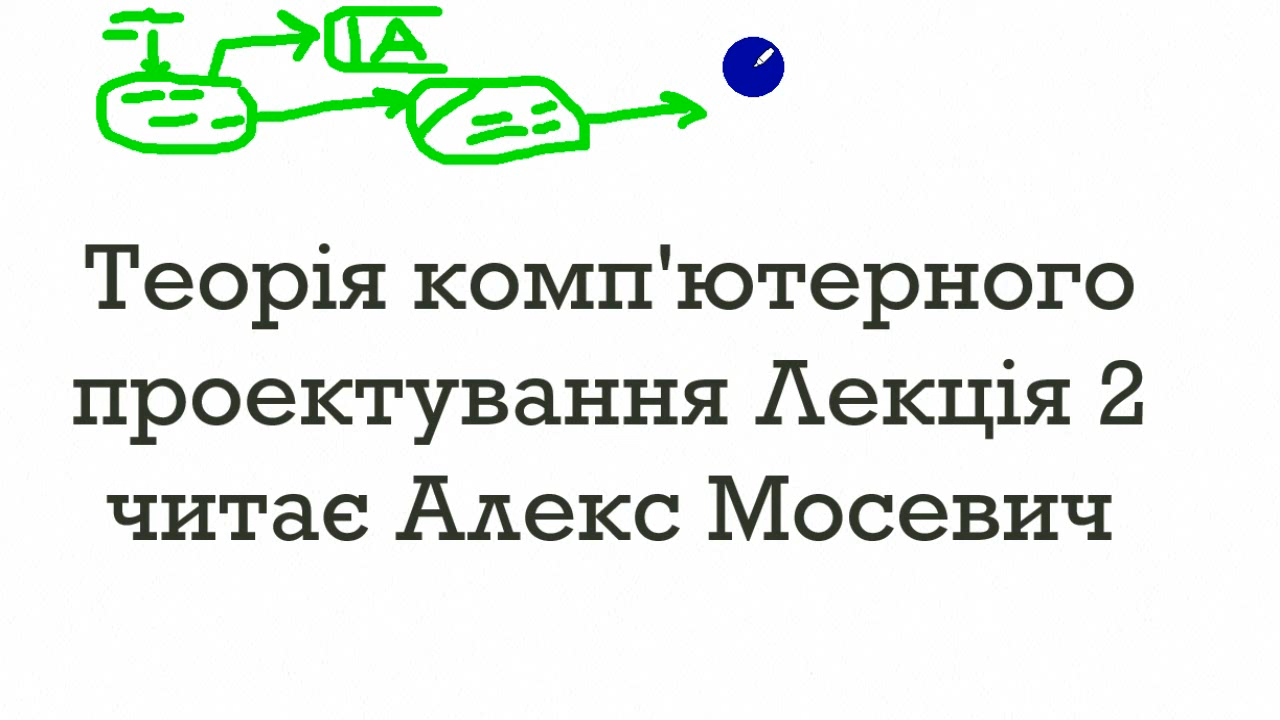 A
Теорія комп'ютерного
проектування Лекція 2
читає Алекс Мосевич